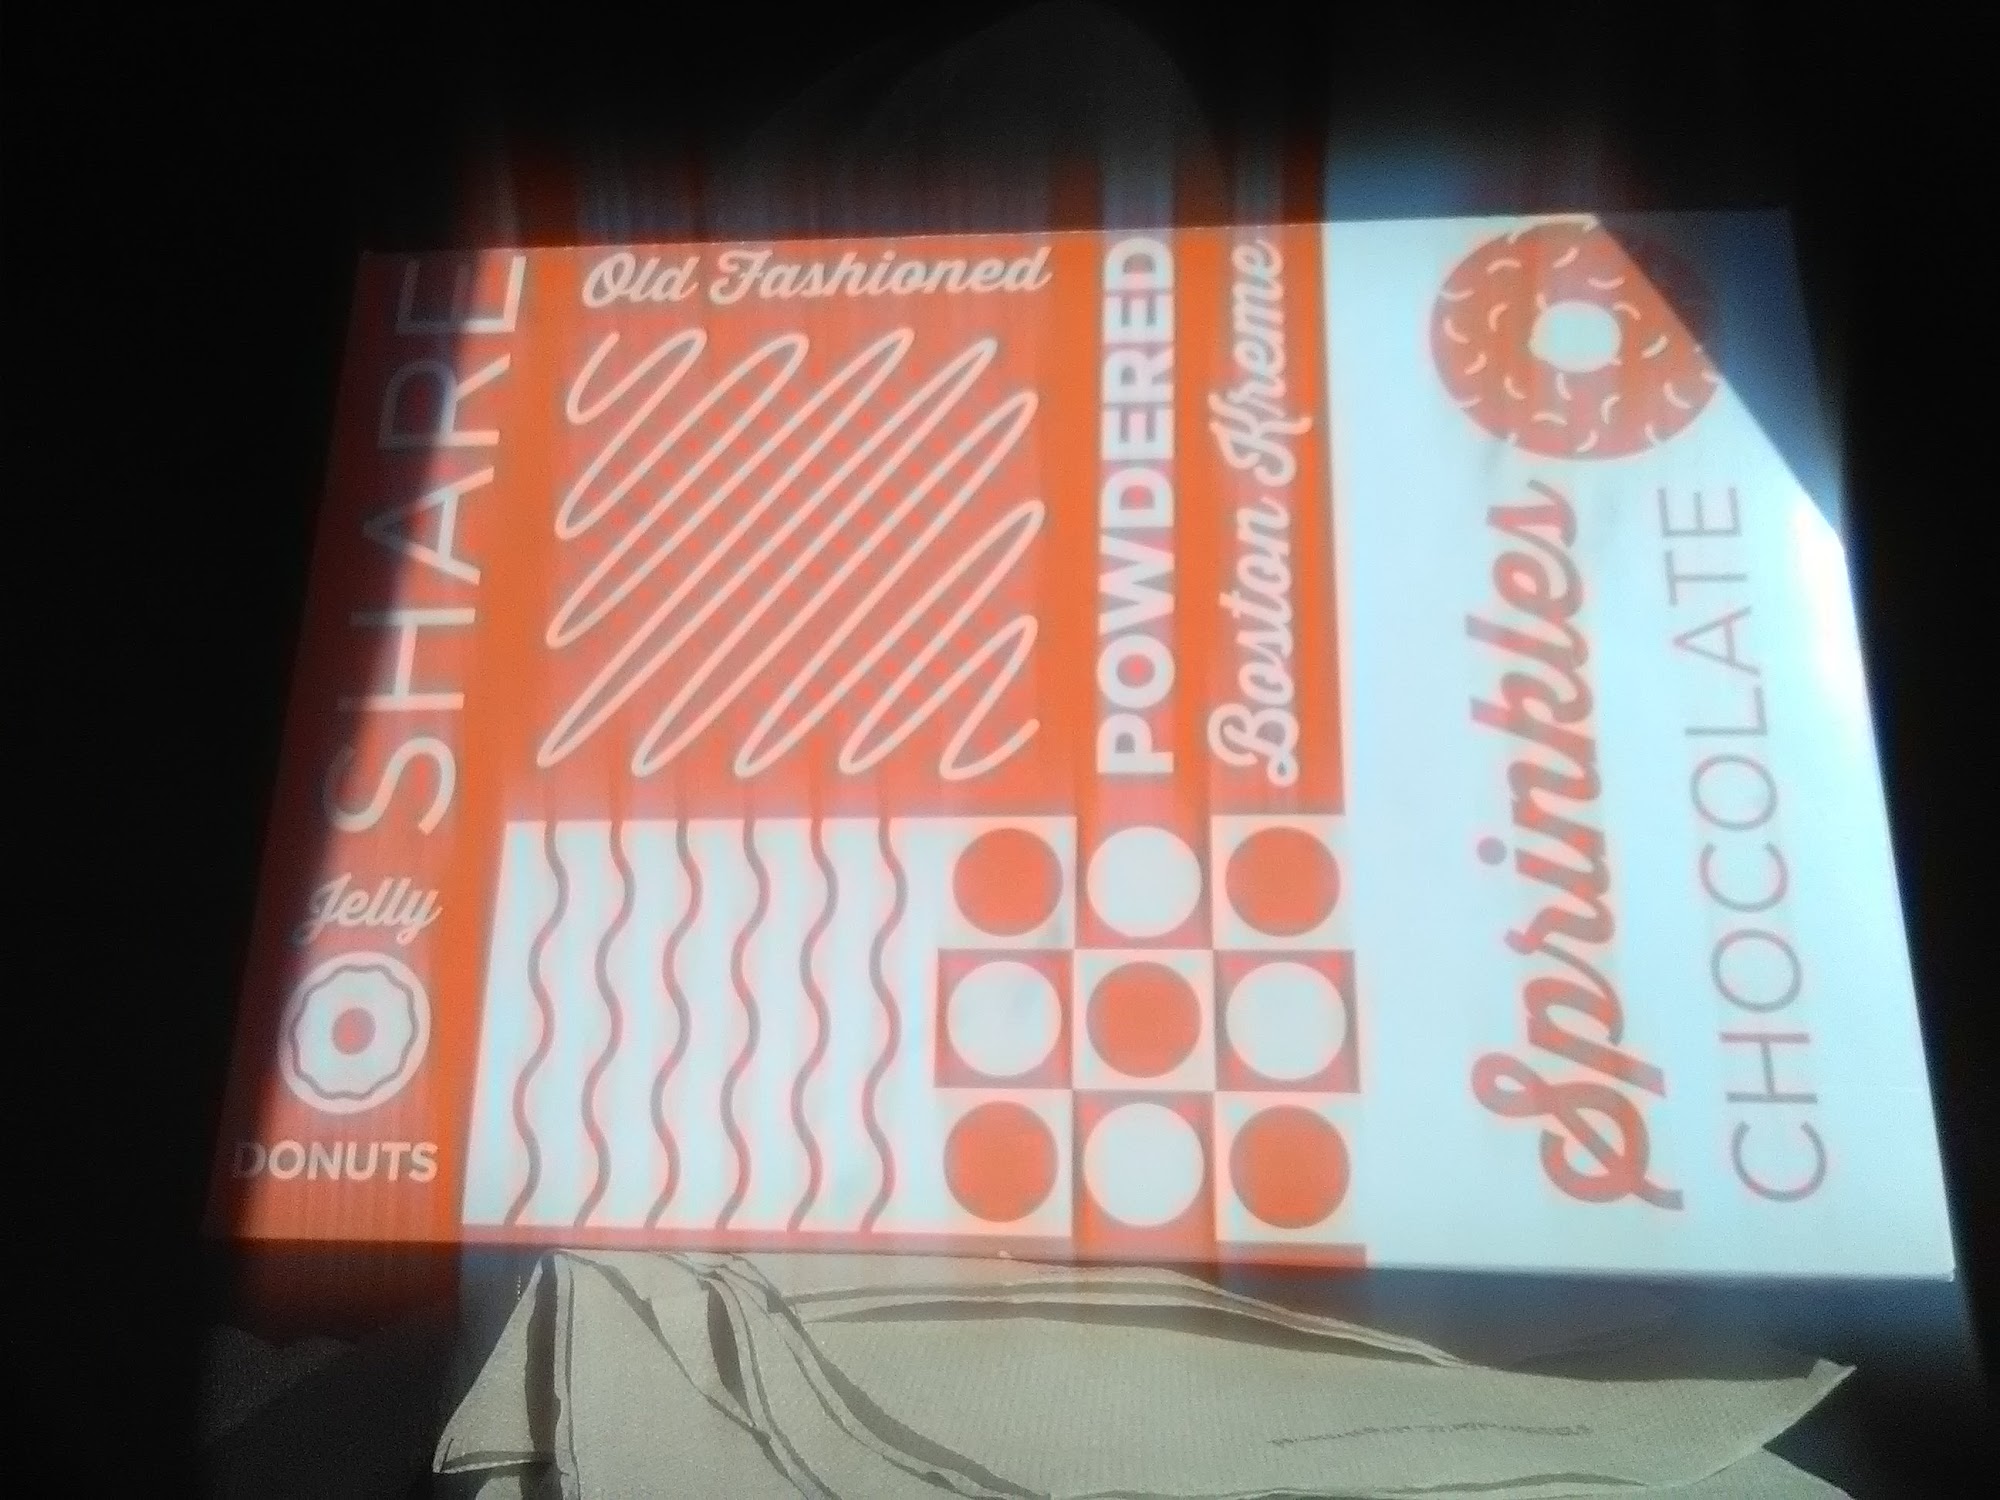 SHARE
Jelly
DONUTS
Old Fashioned
POWDERED
Boston Kreme
Sprinkles
CHOCOLATE